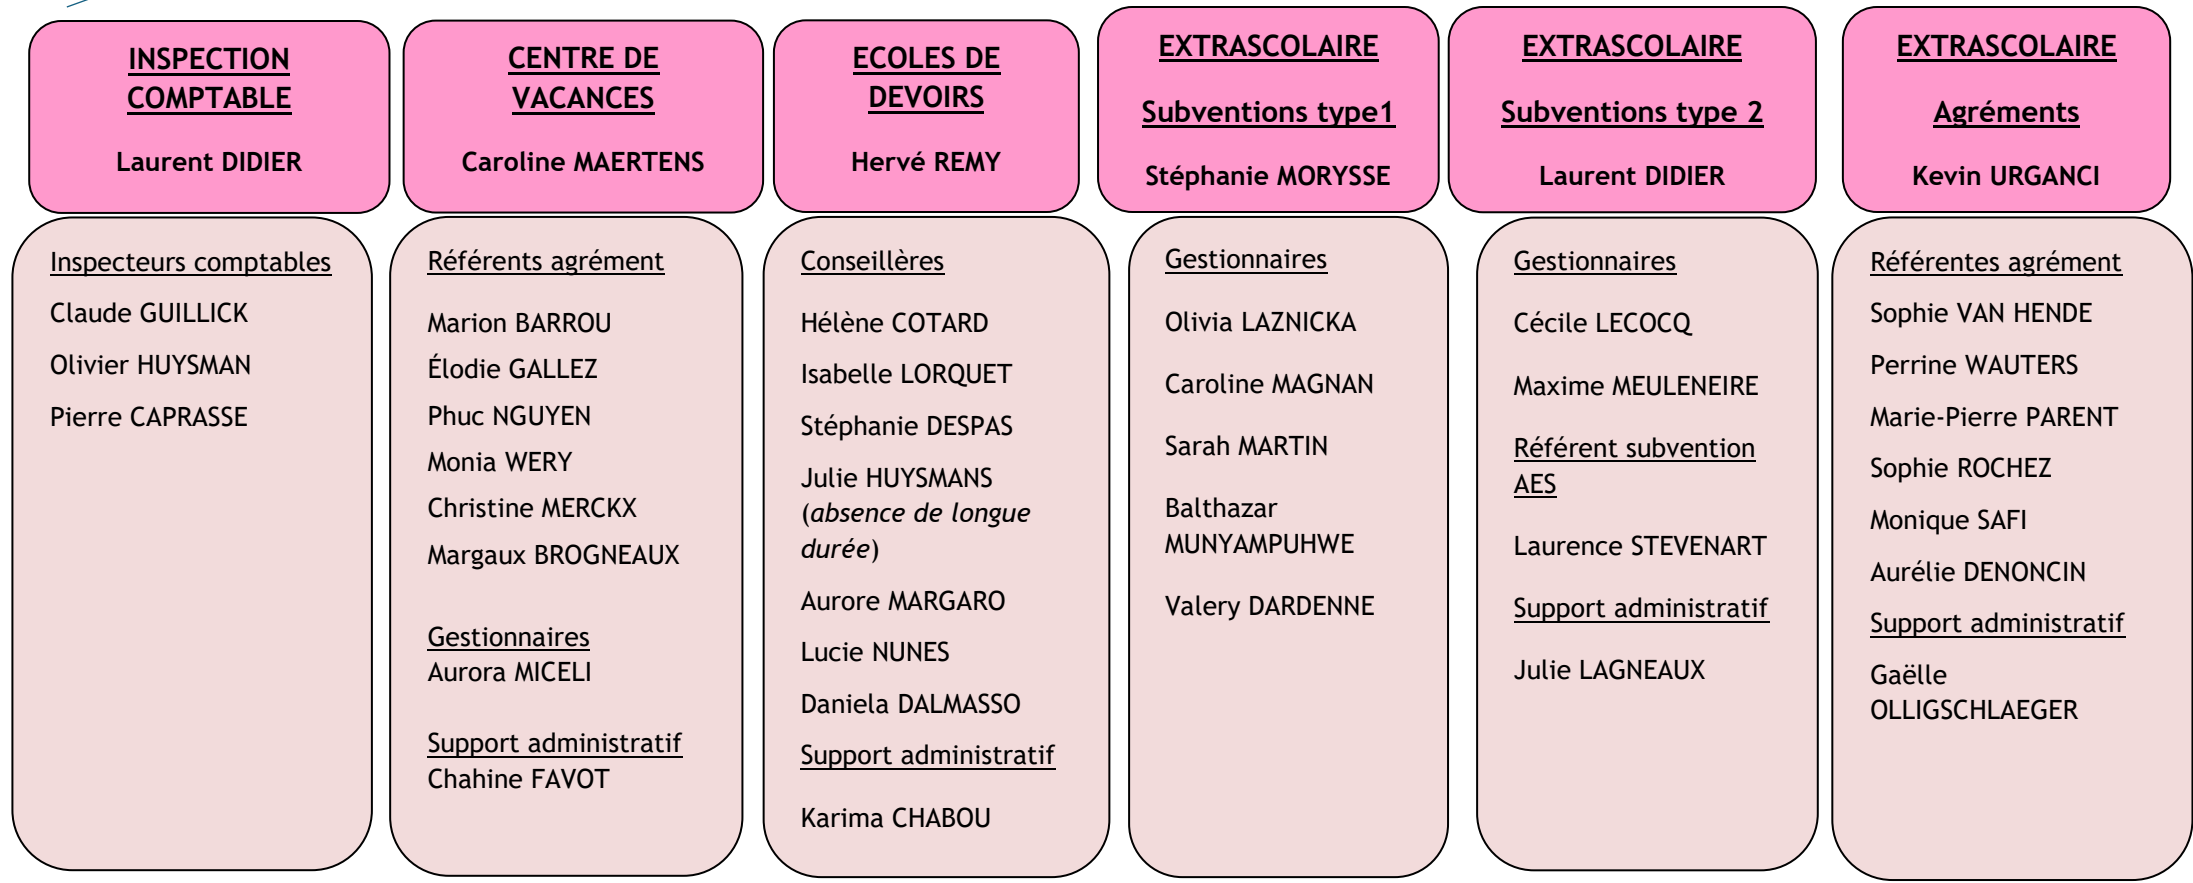 INSPECTION
COMPTABLE
Laurent DIDIER
Inspecteurs comptables
Claude GUILLICK
Olivier HUYSMAN
Pierre CAPRASSE
CENTRE DE
VACANCES
Caroline MAERTENS
Référents agrément
Marion BARROU
Élodie GALLEZ
Phuc NGUYEN
Monia WERY
Christine MERCKX
Margaux BROGNEAUX
Gestionnaires
Aurora MICELI
Support administratif
Chahine FAVOT
ECOLES DE
DEVOIRS
Hervé REMY
Conseillères
Hélène COTARD
Isabelle LORQUET
Stéphanie DESPAS
Julie HUYSMANS
(absence de longue
durée)
Aurore MARGARO
Lucie NUNES
Daniela DALMASSO
Support administratif
Karima CHABOU
EXTRASCOLAIRE
Subventions type1
Stéphanie MORYSSE
Gestionnaires
Olivia LAZNICKA
Caroline MAGNAN
Sarah MARTIN
Balthazar
MUNYAMPUHWE
Valery DARDENNE
EXTRASCOLAIRE
Subventions type 2
Laurent DIDIER
Gestionnaires
Cécile LECOCQ
Maxime MEULENEIRE
Référent subvention
AES
Laurence STEVENART
Support administratif
Julie LAGNEAUX
EXTRASCOLAIRE
Agréments
Kevin URGANCI
Référentes agrément
Sophie VAN HENDE
Perrine WAUTERS
Marie-Pierre PARENT
Sophie ROCHEZ
Monique SAFI
Aurélie DENONCIN
Support administratif
Gaëlle
OLLIGSCHLAEGER